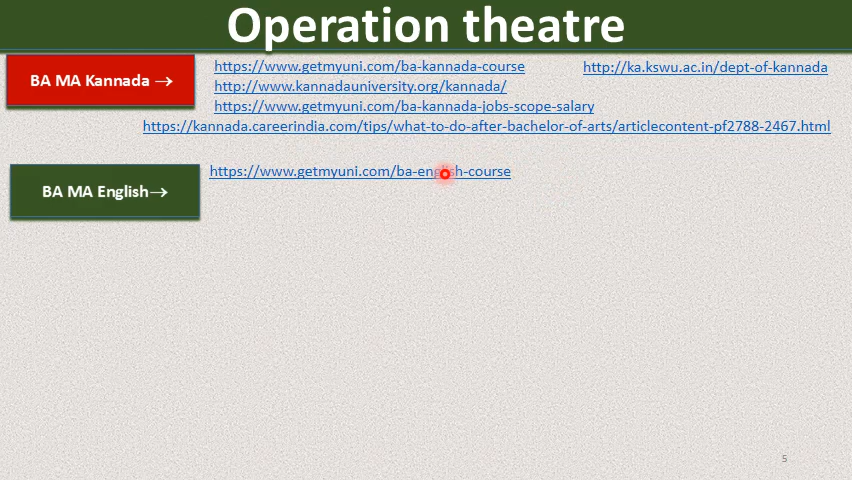 Operation theatre
BA MA Kannada →
https://www.getmyuni.com/ba-kannada-course
http://ka.kswu.ac.in/dept-of-kannada
http://www.kannadauniversity.org/kannada/
https://www.getmyuni.com/ba-kannada-jobs-scope-salary
https://kannada.careerindia.com/tips/what-to-do-after-bachelor-of-arts/articlecontent-pf2788-2467.html
BA MA English→
https://www.getmyuni.com/ba-english-course
5